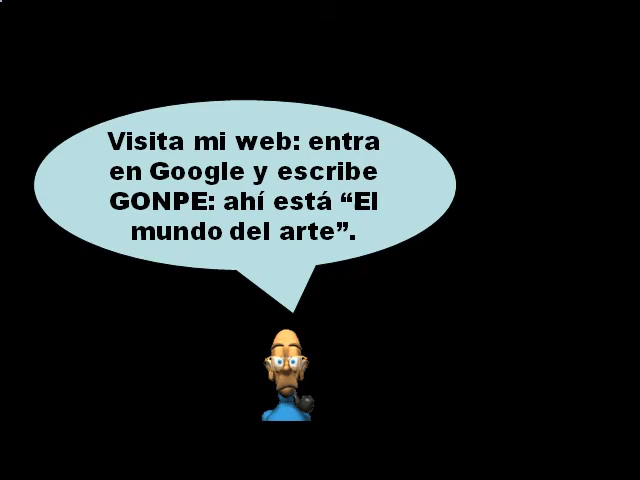 Visita mi web: entra
en Google y escribe
GONPE: ahí está “El
mundo del arte”.